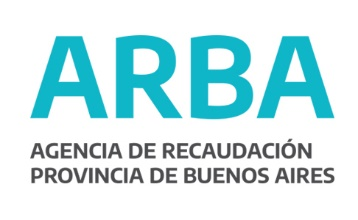 ARBA
AGENCIA DE RECAUDACIÓN
PROVINCIA DE BUENOS AIRES